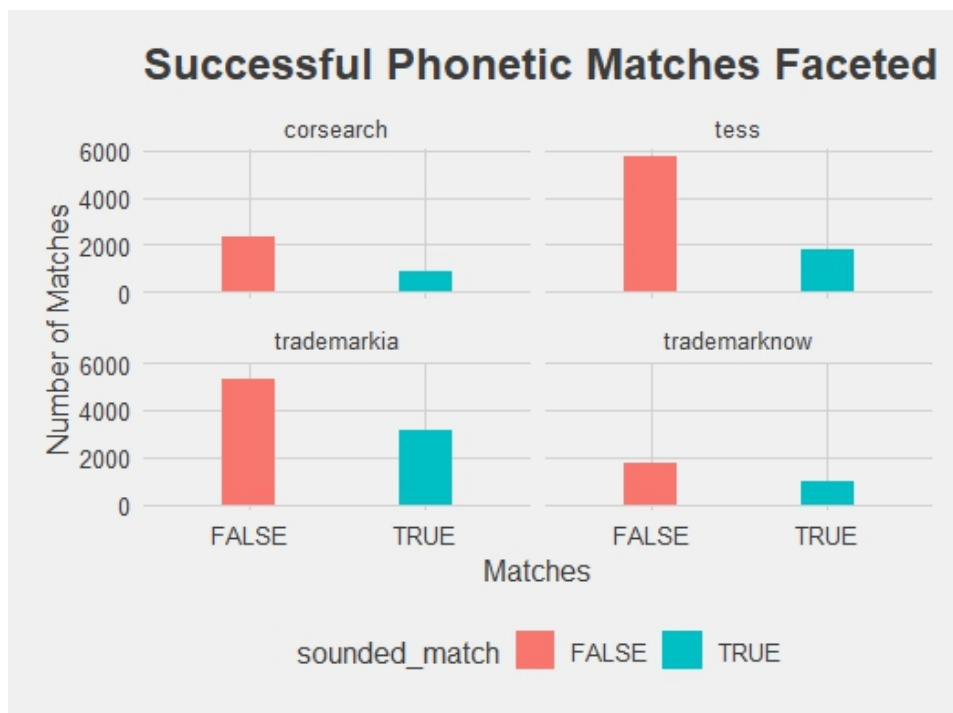 Successful Phonetic Matches Faceted
corsearch
tess
6000
4000
2000
0
trademarkia
trademarknow
6000
4000
2000
0
Number of Matches
FALSE
TRUE
FALSE
TRUE
Matches
sounded_match FALSE TRUE